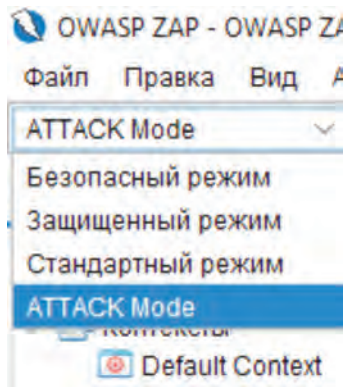 OWASP ZAP - OWASP ZA
Файл Правка Вид
ATTACK Mode
Безопасный режим
Защищенный режим
Стандартный режим
ATTACK Mode
Контексты
Default Context